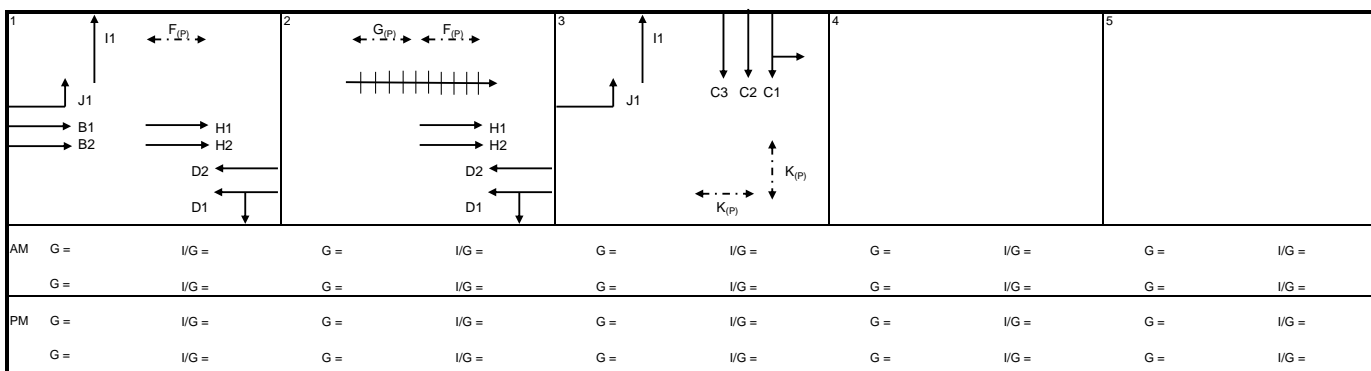 1 2 3 4 5
I1 F(P) G(P) F(P) I1
J1 J1 C3 C2 C1
B1 H1 H1
B2 H2 H2
D2 D2 K(P)
D1 D1 K(P)
AM G = I/G = G = I/G = G = I/G = G = I/G = G = I/G =
G = I/G = G = I/G = G = I/G = G = I/G = G = I/G =
PM G = I/G = G = I/G = G = I/G = G = I/G = G = I/G =
G = I/G = G = I/G = G = I/G = G = I/G = G = I/G =